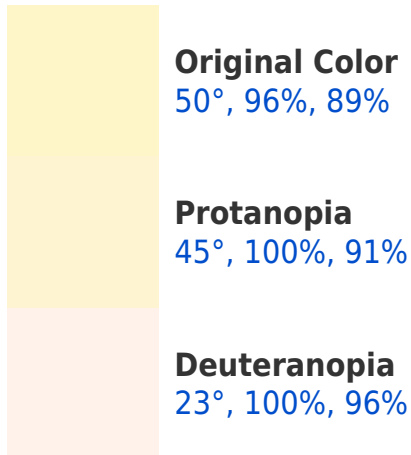 Original Color
50°, 96%, 89%
Protanopia
45°, 100%, 91%
Deuteranopia
23°, 100%, 96%